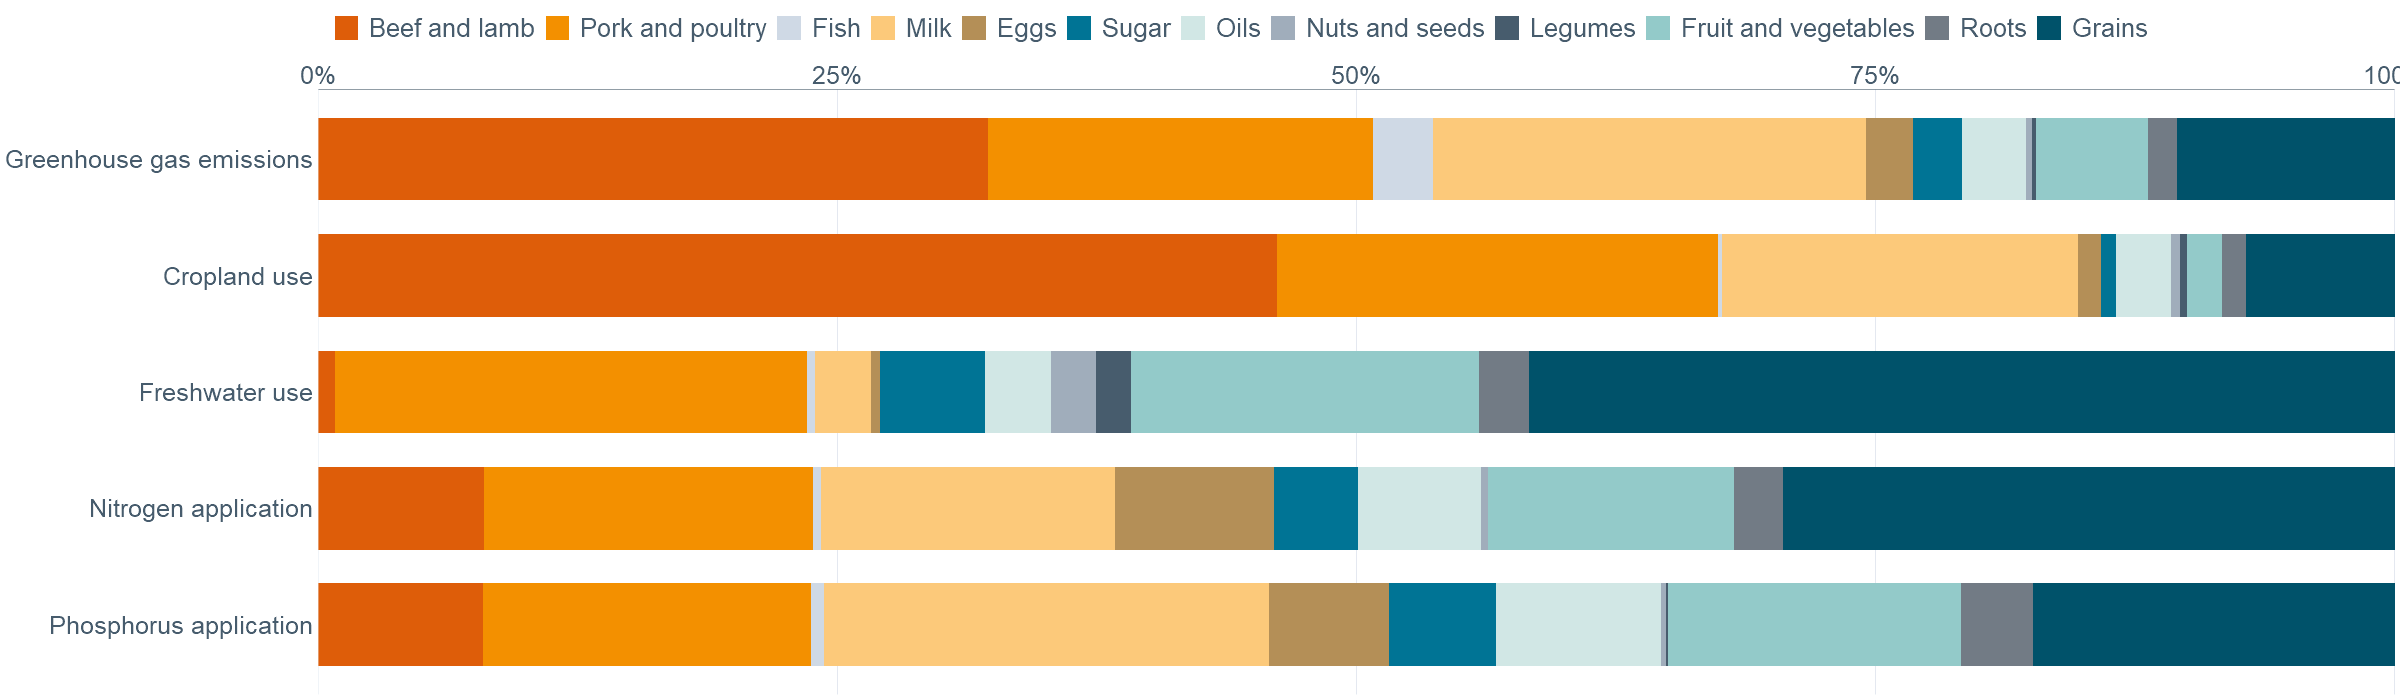 Beef and lamb Pork and poultry Fish Milk Eggs Sugar Oils Nuts and seeds Legumes Fruit and vegetables Roots Grains
0% 25% 50% 75% 100
Greenhouse gas emissions
Cropland use
Freshwater use
Nitrogen application
Phosphorus application